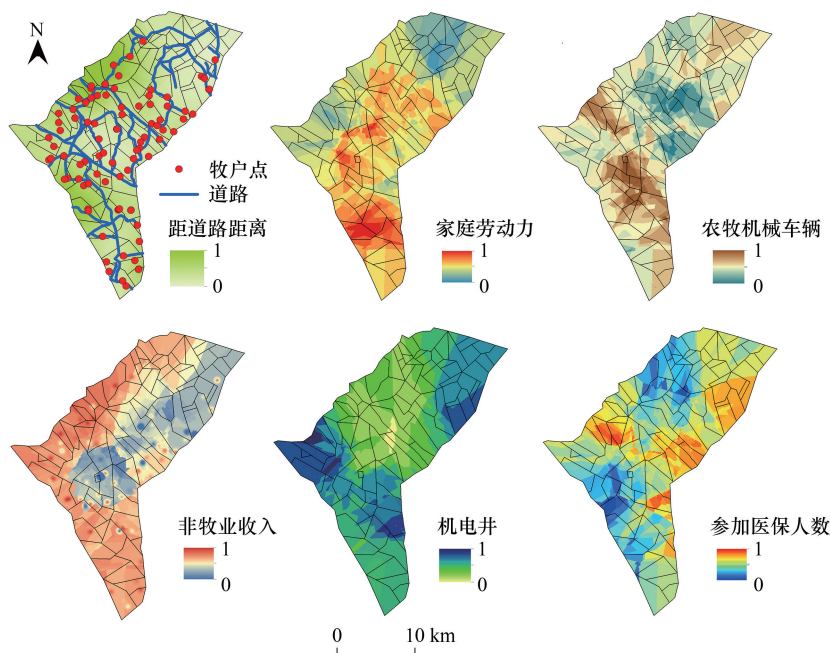 N
牧户点
道路
距道路距离
1
0
家庭劳动力
1
0
农牧机械车辆
1
0
非牧业收入
1
0
机电井
1
0
参加医保人数
1
0
0 10 km